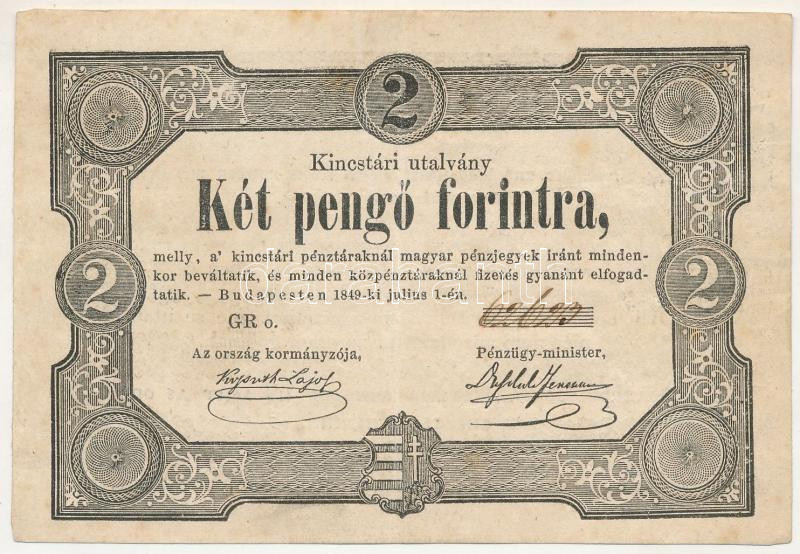 2
Kincstári utalvány
Két pengő forintra,
melly, a' kincstári pénztáraknál magyar pénzjegyek iránt minden-
kor beváltatik, és minden közpénztáraknál fizetés gyanánt elfogad-
tatik. — Budapesten 1849-ki julius 1-én.
2
2
GR o.
62623
Az ország kormányzója,
Pénzügy-minister,
Kossuth Lajos
darabanth